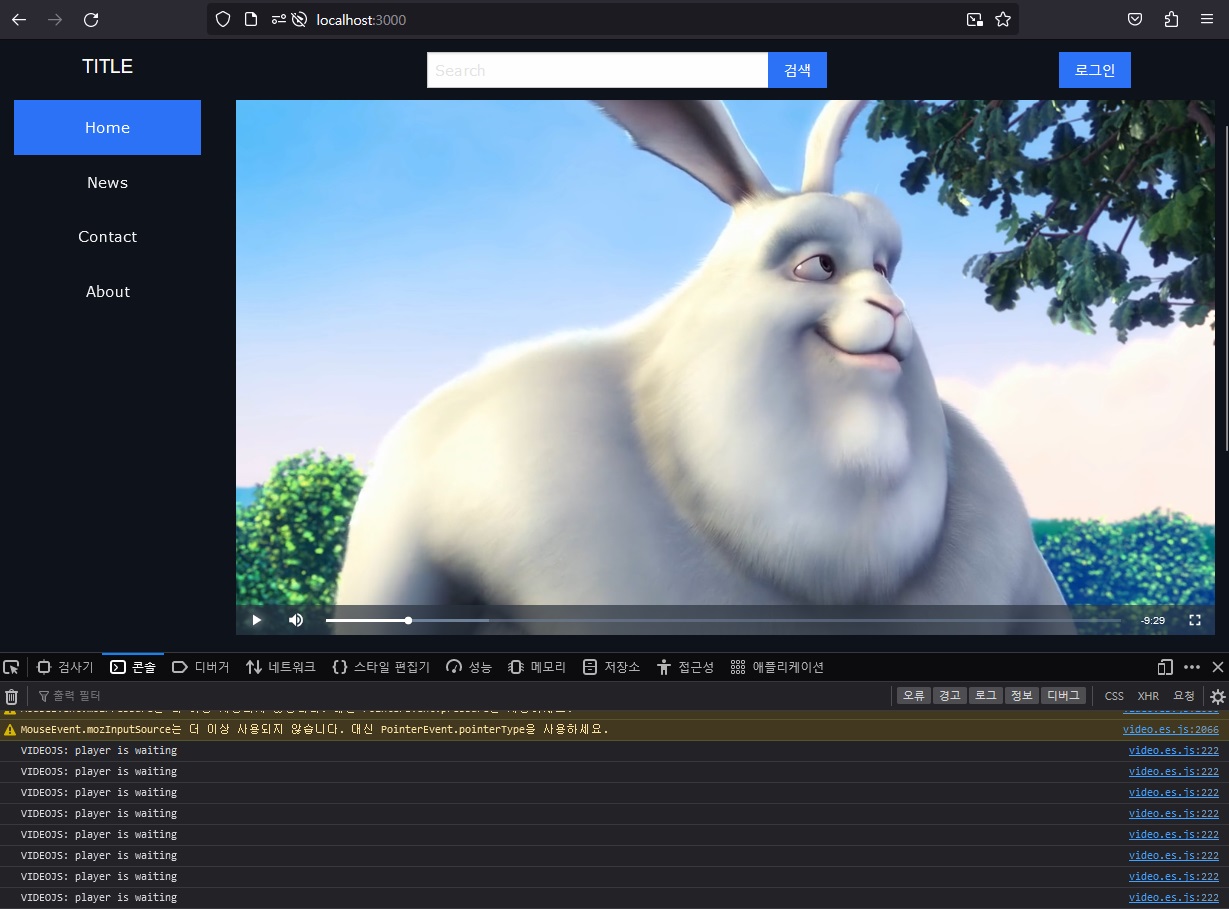 localhost:3000
TITLE
Search
검색
로그인
Home
News
Contact
About
-9:29
검사기 콘솔 디버거 네트워크 스타일 편집기 성능 메모리 저장소 접근성 애플리케이션
출력 필터 오류 경고 로그 정보 디버그 CSS XHR 요청
MouseEvent.mozInputSource는 더 이상 사용되지 않습니다. 대신 PointerEvent.pointerType을 사용하세요. video.es.js:2066
VIDEOJS: player is waiting video.es.js:222
VIDEOJS: player is waiting video.es.js:222
VIDEOJS: player is waiting video.es.js:222
VIDEOJS: player is waiting video.es.js:222
VIDEOJS: player is waiting video.es.js:222
VIDEOJS: player is waiting video.es.js:222
VIDEOJS: player is waiting video.es.js:222
VIDEOJS: player is waiting video.es.js:222